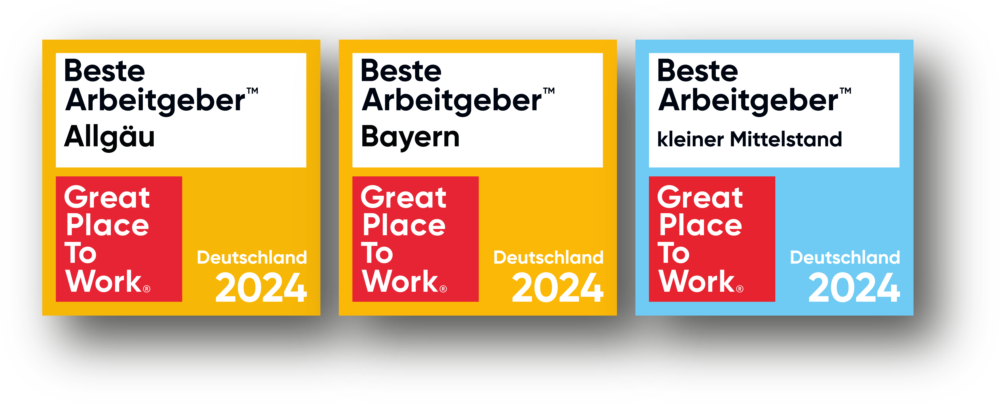 Beste
Arbeitgeber™
Allgäu
Great
Place
To
Work®
Deutschland
2024
Beste
Arbeitgeber™
Bayern
Great
Place
To
Work®
Deutschland
2024
Beste
Arbeitgeber™
kleiner Mittelstand
Great
Place
To
Work®
Deutschland
2024